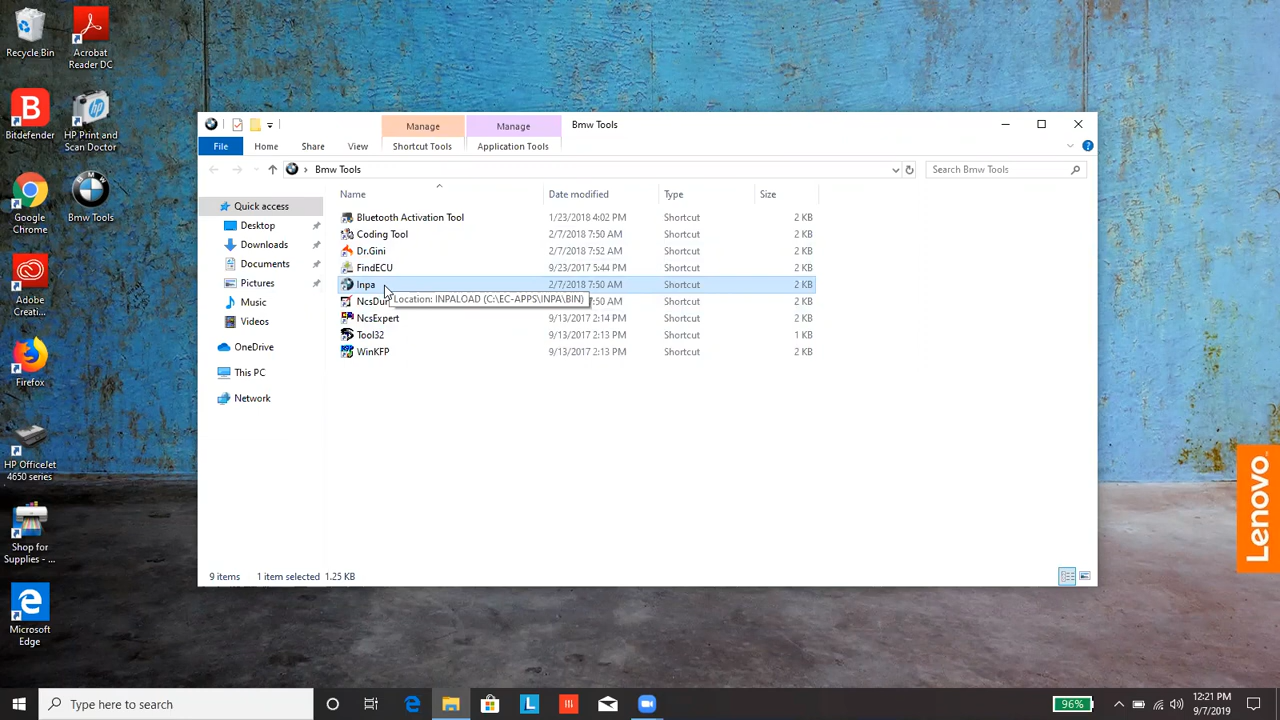 Recycle Bin
Acrobat
Reader DC
Bitdefender
HP Print and
Scan Doctor
Google
Chrome
Bmw Tools
Adobe
Creati...
Firefox
HP OfficeJet
4650 series
Shop for
Supplies - ...
Microsoft
Edge
Manage
Manage
Bmw Tools
File
Home
Share
View
Shortcut Tools
Application Tools
Bmw Tools
Search Bmw Tools
Name
Date modified
Type
Size
Quick access
Desktop
Downloads
Documents
Pictures
Music
Videos
OneDrive
This PC
Network
Bluetooth Activation Tool 1/23/2018 4:02 PM Shortcut 2 KB
Coding Tool 2/7/2018 7:50 AM Shortcut 2 KB
Dr.Gini 2/7/2018 7:52 AM Shortcut 2 KB
FindECU 9/23/2017 5:44 PM Shortcut 2 KB
Inpa 2/7/2018 7:50 AM Shortcut 2 KB
Location: INPALOAD (C:\EC-APPS\INPA\BIN)
:50 AM Shortcut 2 KB
NcsExpert 9/13/2017 2:14 PM Shortcut 2 KB
Tool32 9/13/2017 2:13 PM Shortcut 1 KB
WinKFP 9/13/2017 2:13 PM Shortcut 2 KB
9 items 1 item selected 1.25 KB
Lenovo
Type here to search
96%
12:21 PM
9/7/2019